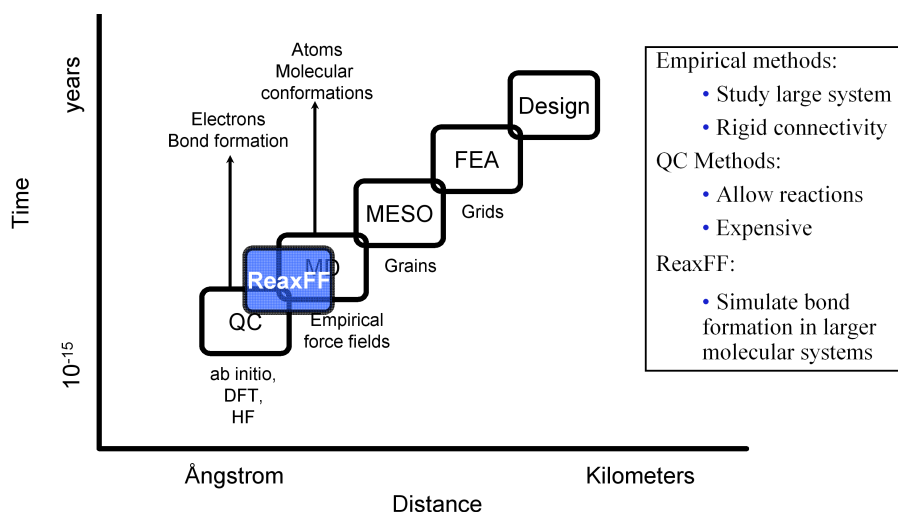 years
Time
10-15
Atoms
Molecular
conformations
Electrons
Bond formation
Design
FEA
Grids
MESO
Grains
MD
ReaxFF
Empirical
force fields
QC
ab initio,
DFT,
HF
Ångstrom
Kilometers
Distance
Empirical methods:
• Study large system
• Rigid connectivity
QC Methods:
• Allow reactions
• Expensive
ReaxFF:
• Simulate bond
formation in larger
molecular systems